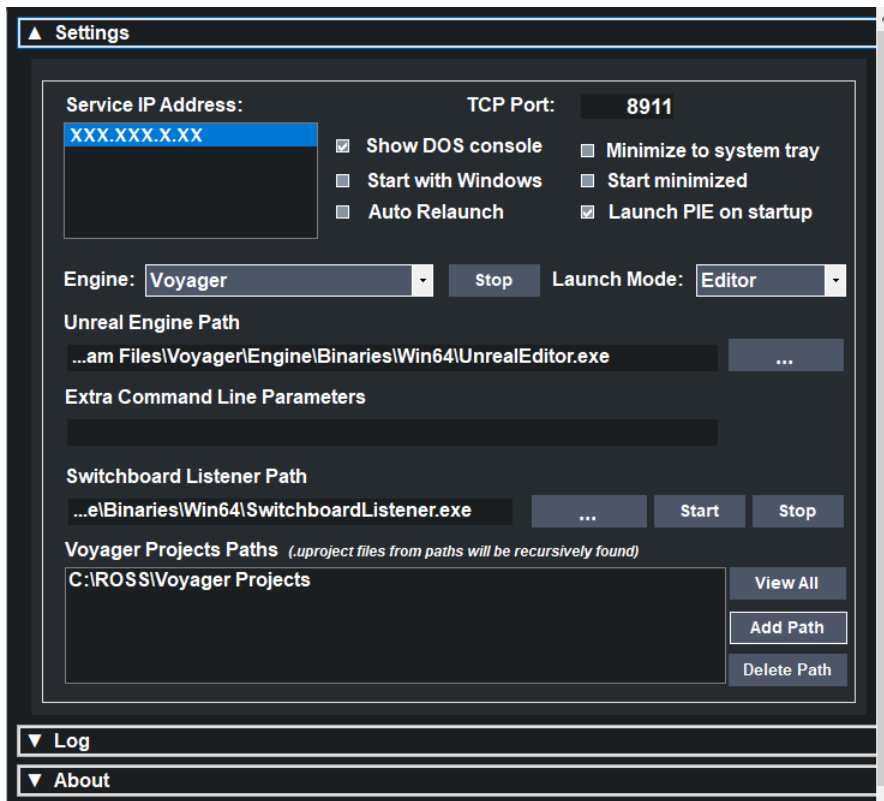 ▲ Settings
Service IP Address:
TCP Port: 8911
XXX.XXX.X.XX
Show DOS console
Minimize to system tray
Start with Windows
Start minimized
Auto Relaunch
Launch PIE on startup
Engine: Voyager Stop Launch Mode: Editor
Unreal Engine Path
...am Files\Voyager\Engine\Binaries\Win64\UnrealEditor.exe ...
Extra Command Line Parameters
Switchboard Listener Path
...e\Binaries\Win64\SwitchboardListener.exe ... Start Stop
Voyager Projects Paths (.uproject files from paths will be recursively found)
C:\ROSS\Voyager Projects
View All
Add Path
Delete Path
▼ Log
▼ About